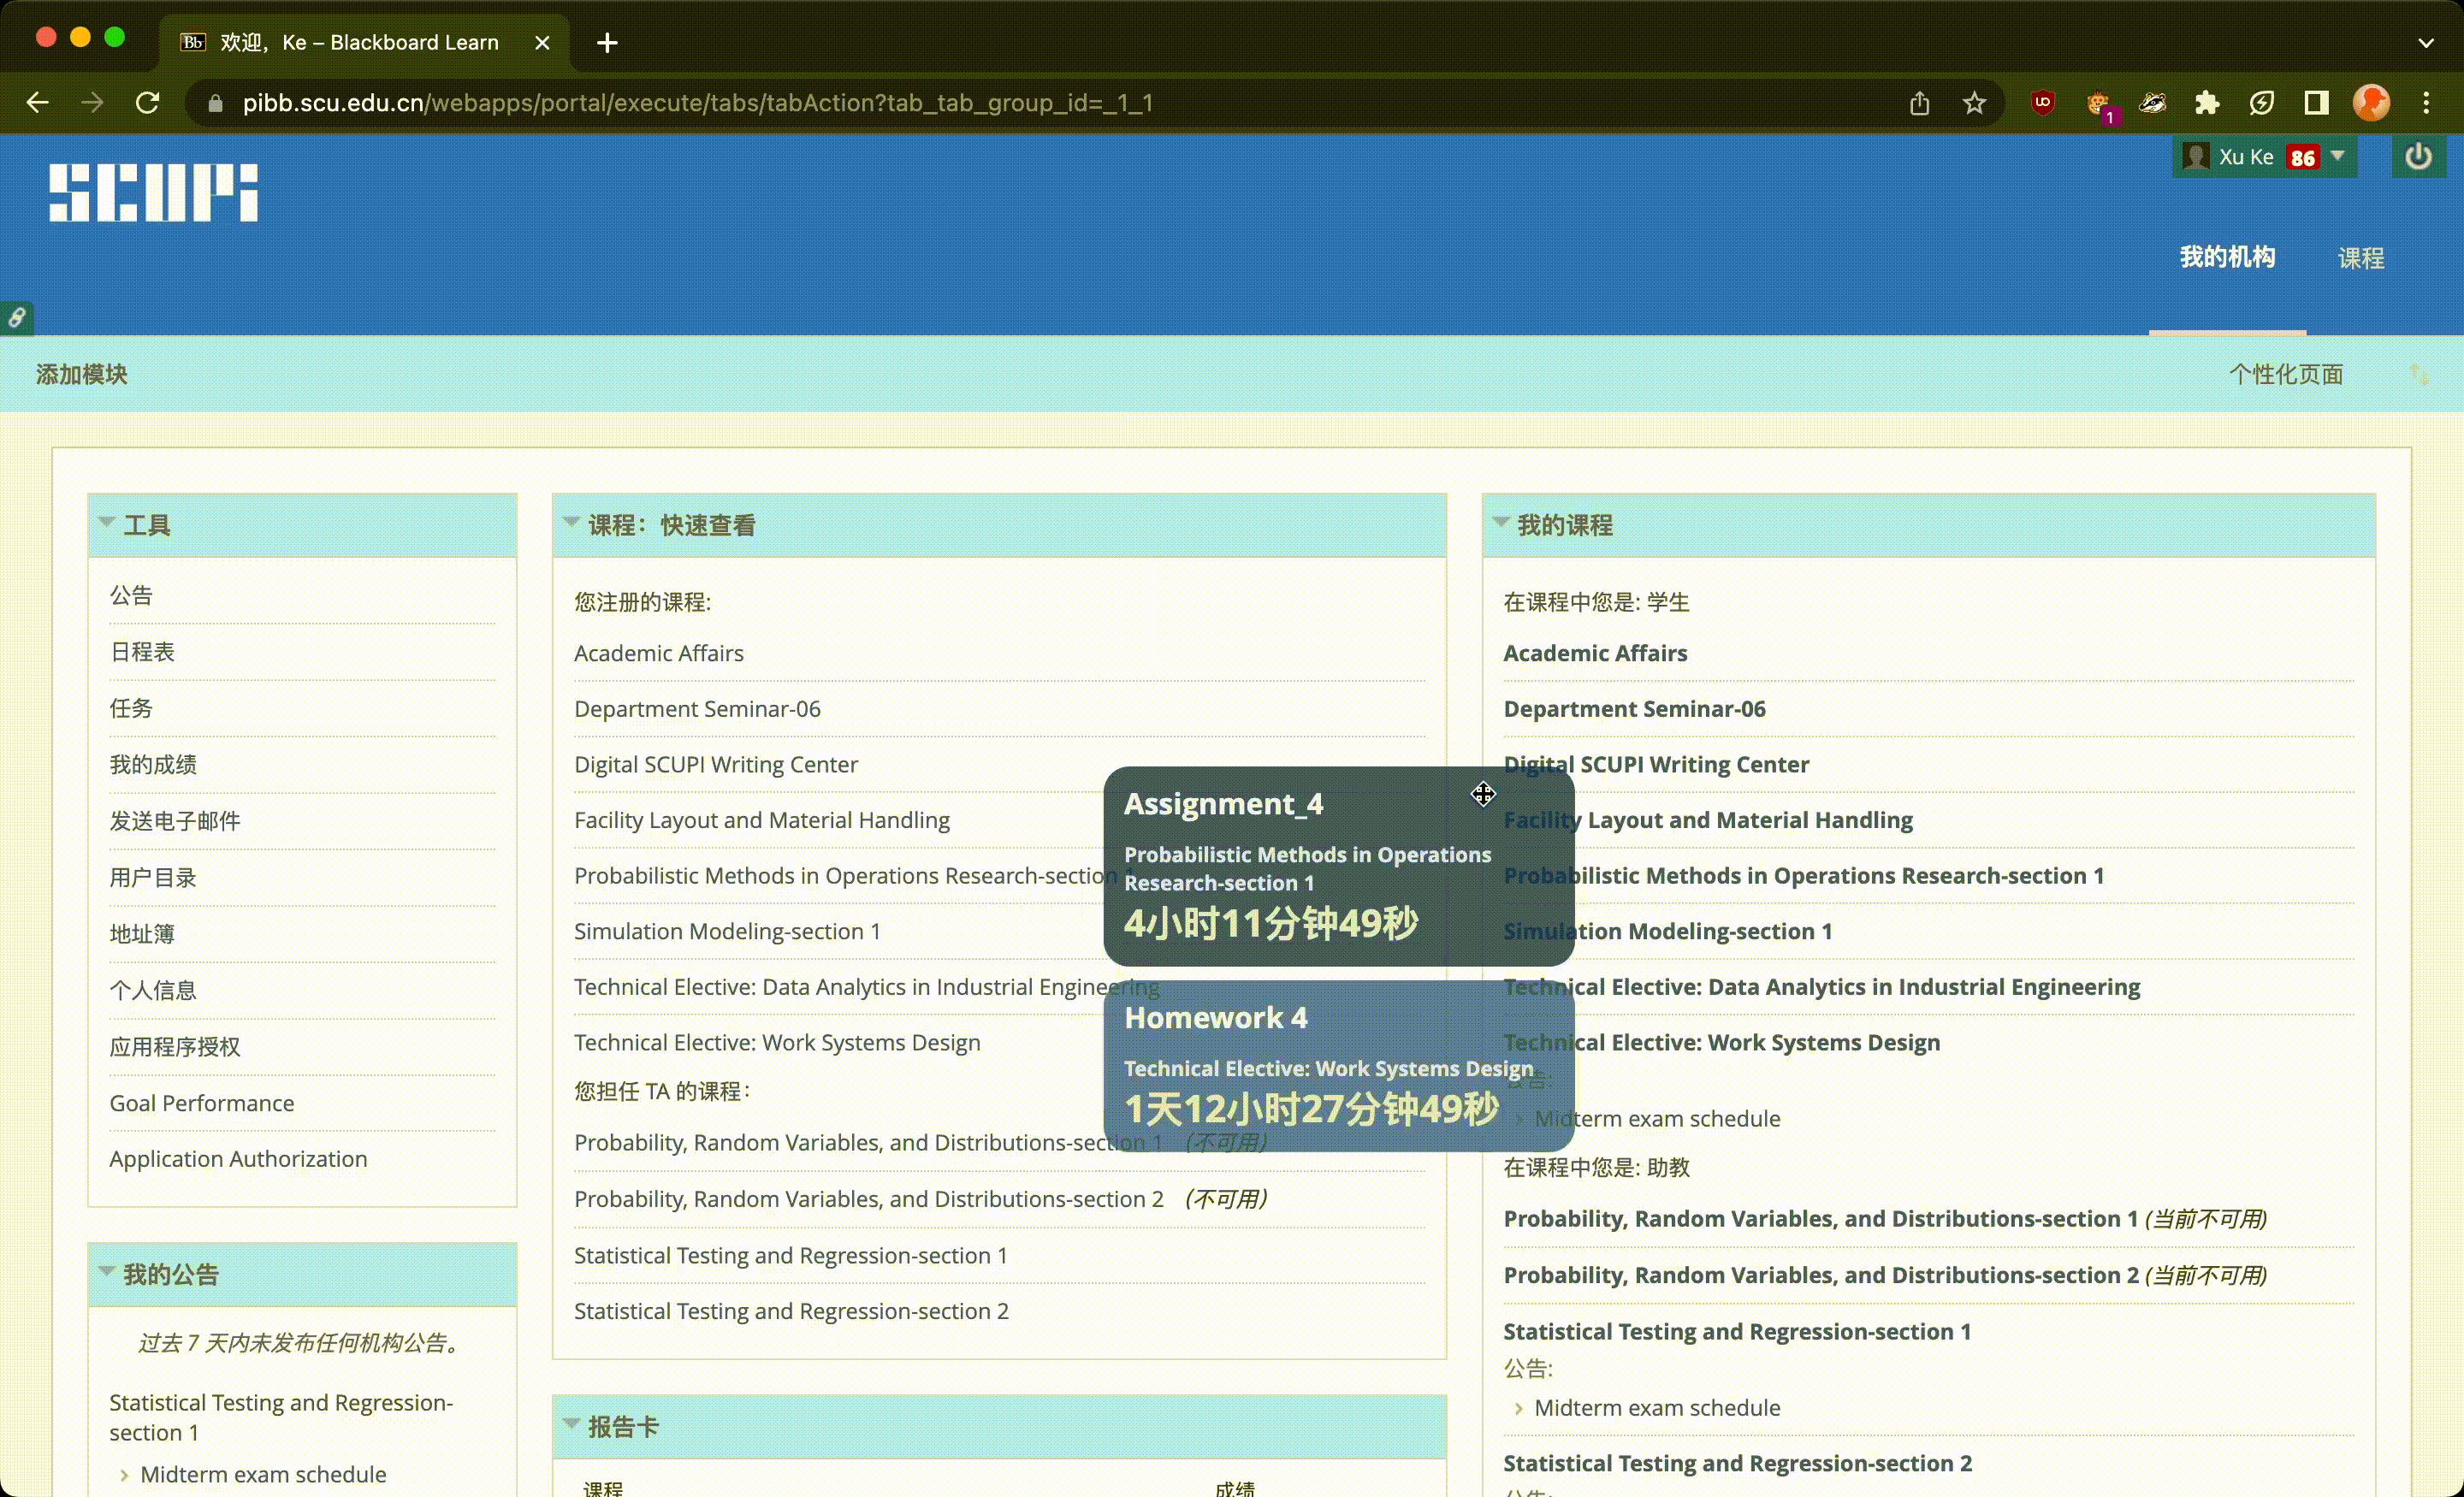 欢迎，Ke – Blackboard Learn
pibb.scu.edu.cn/webapps/portal/execute/tabs/tabAction?tab_tab_group_id=_1_1
1
SCUPi
Xu Ke 86
我的机构 课程
添加模块 个性化页面
工具
公告
日程表
任务
我的成绩
发送电子邮件
用户目录
地址簿
个人信息
应用程序授权
Goal Performance
Application Authorization
我的公告
过去 7 天内未发布任何机构公告。
Statistical Testing and Regression-
section 1
Midterm exam schedule
课程：快速查看
您注册的课程:
Academic Affairs
Department Seminar-06
Digital SCUPI Writing Center
Facility Layout and Material Handling
Probabilistic Methods in Operations Research-section 1
Simulation Modeling-section 1
Technical Elective: Data Analytics in Industrial Engineering
Technical Elective: Work Systems Design
您担任 TA 的课程：
Probability, Random Variables, and Distributions-section 1 (不可用)
Probability, Random Variables, and Distributions-section 2 (不可用)
Statistical Testing and Regression-section 1
Statistical Testing and Regression-section 2
报告卡
课程 成绩
Assignment_4
Probabilistic Methods in Operations
Research-section 1
4小时11分钟49秒
Homework 4
Technical Elective: Work Systems Design
1天12小时27分钟49秒
我的课程
在课程中您是: 学生
Academic Affairs
Department Seminar-06
Digital SCUPI Writing Center
Facility Layout and Material Handling
Probabilistic Methods in Operations Research-section 1
Simulation Modeling-section 1
Technical Elective: Data Analytics in Industrial Engineering
Technical Elective: Work Systems Design
公告:
Midterm exam schedule
在课程中您是: 助教
Probability, Random Variables, and Distributions-section 1 (当前不可用)
Probability, Random Variables, and Distributions-section 2 (当前不可用)
Statistical Testing and Regression-section 1
公告:
Midterm exam schedule
Statistical Testing and Regression-section 2
公告: